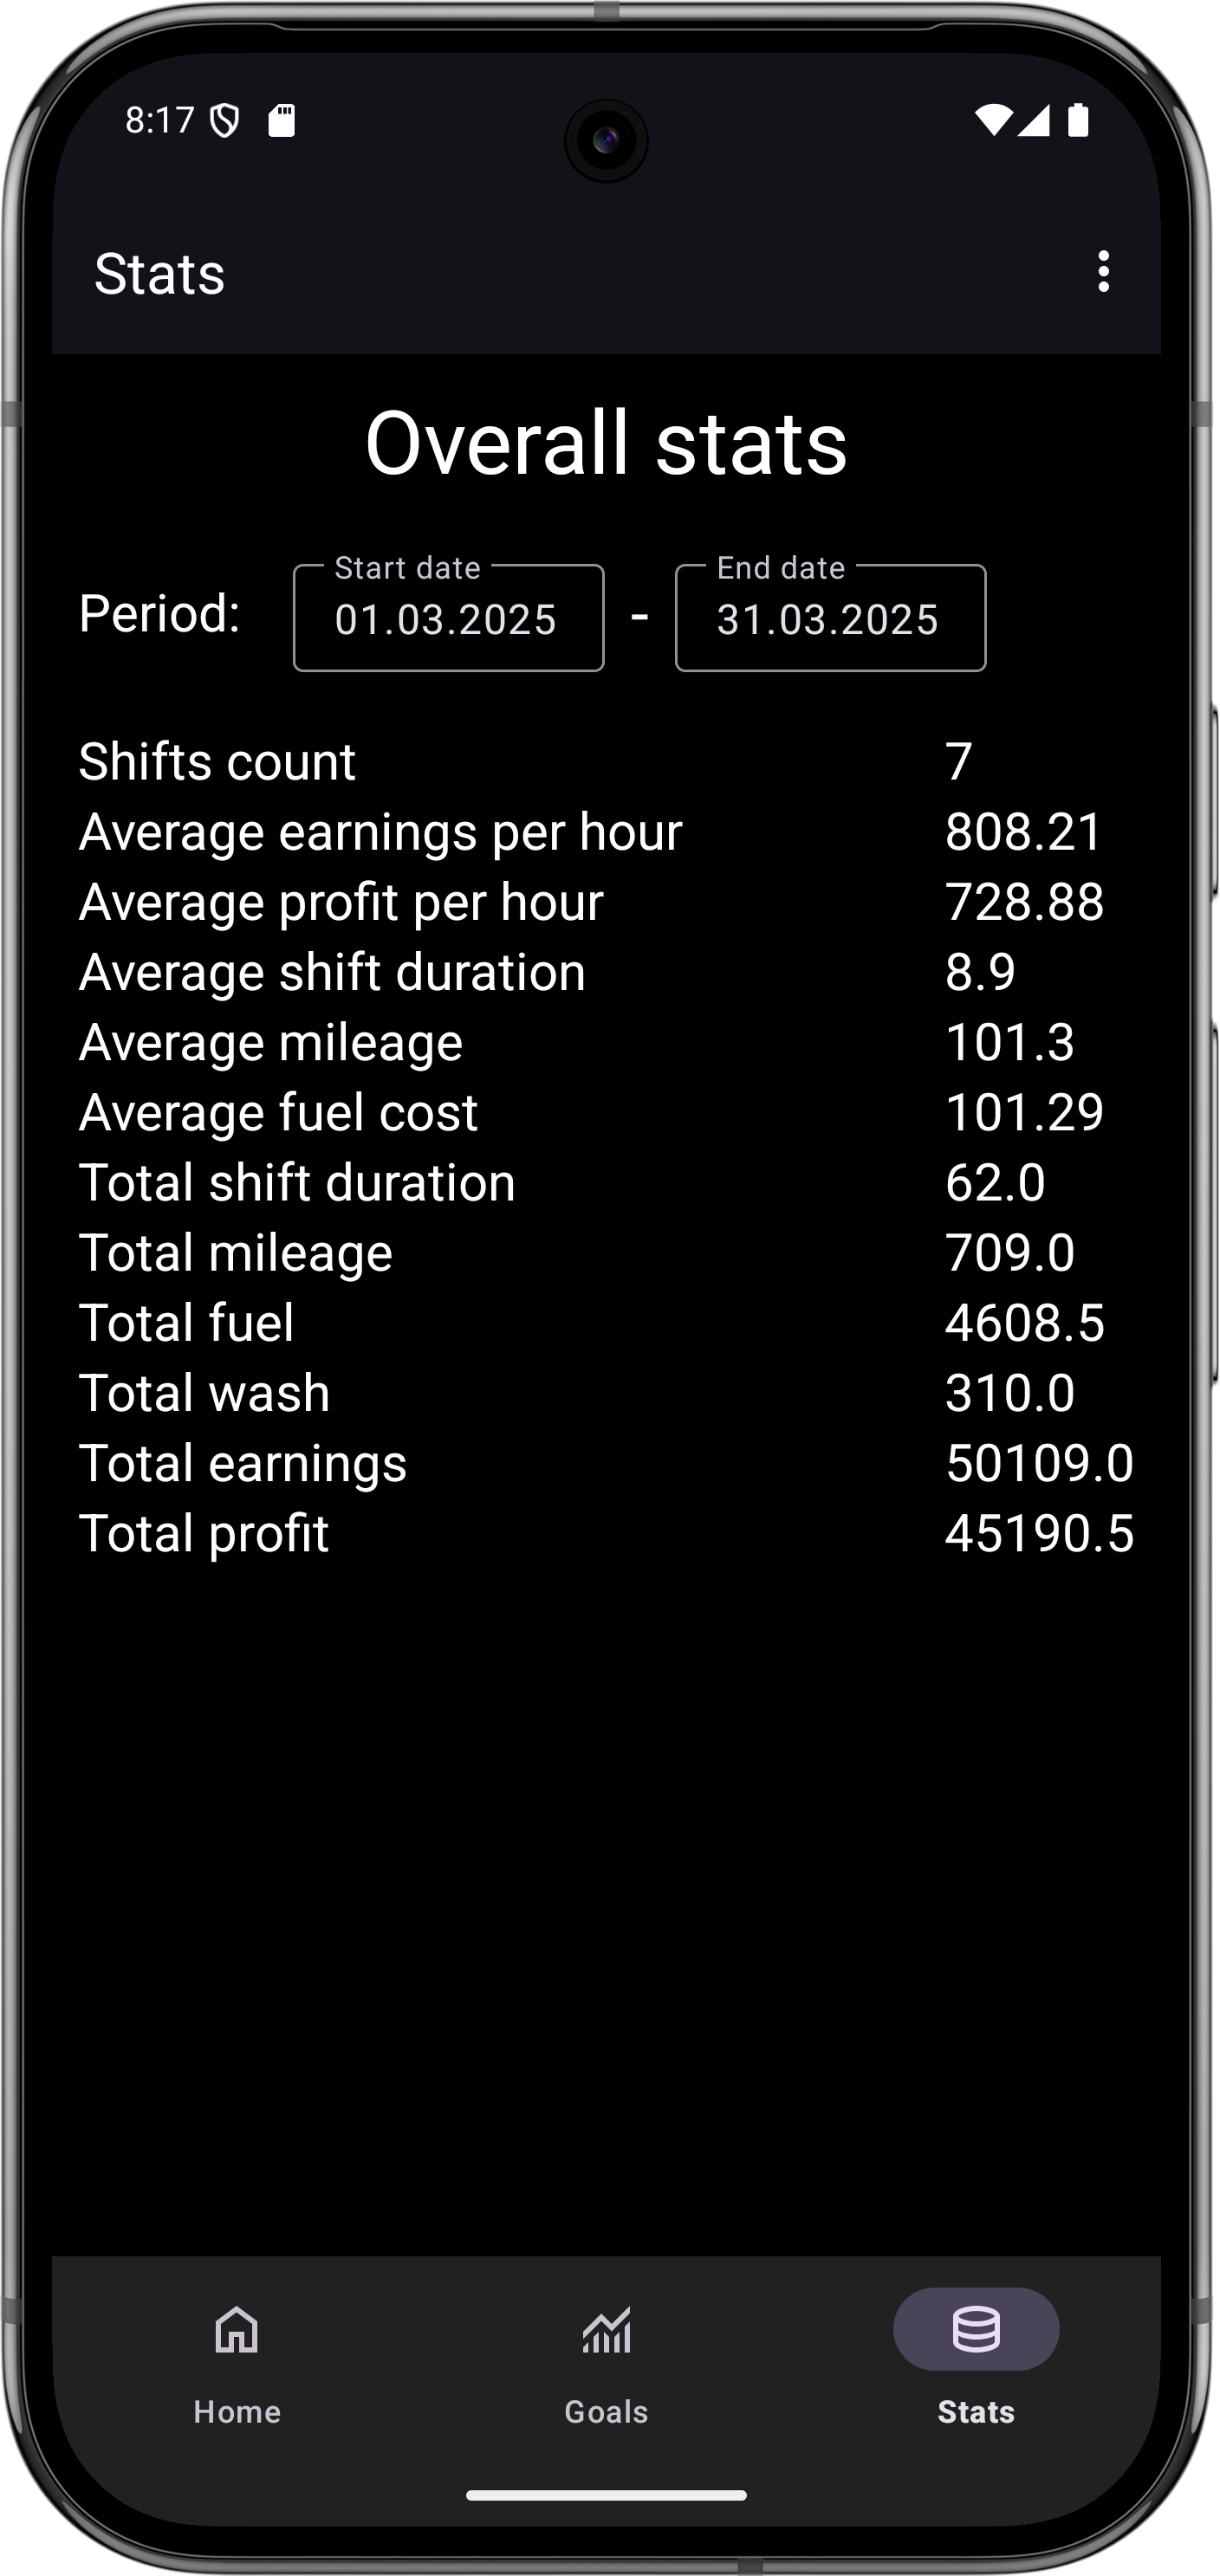 8:17
Stats
Overall stats
Period: Start date 01.03.2025 - End date 31.03.2025
Shifts count 7
Average earnings per hour 808.21
Average profit per hour 728.88
Average shift duration 8.9
Average mileage 101.3
Average fuel cost 101.29
Total shift duration 62.0
Total mileage 709.0
Total fuel 4608.5
Total wash 310.0
Total earnings 50109.0
Total profit 45190.5
Home Goals Stats